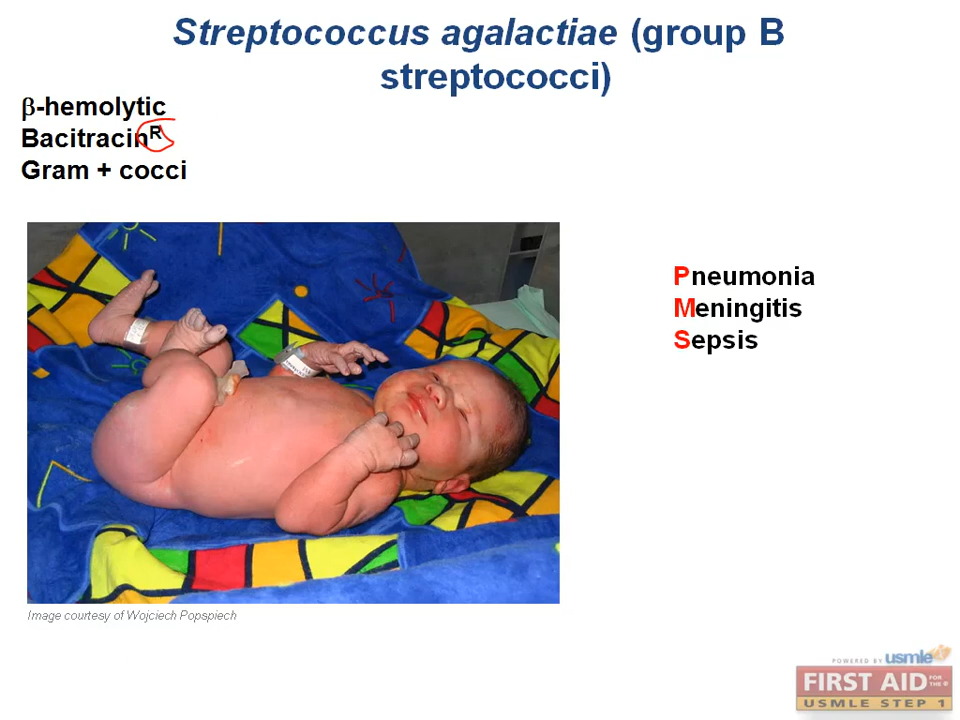 Streptococcus agalactiae (group B
streptococci)
β-hemolytic
Bacitracinᴿ
Gram + cocci
Pneumonia
Meningitis
Sepsis
Image courtesy of Wojciech Popspiech
POWERED BY usmle
FIRST AID FOR THE ®
USMLE STEP 1